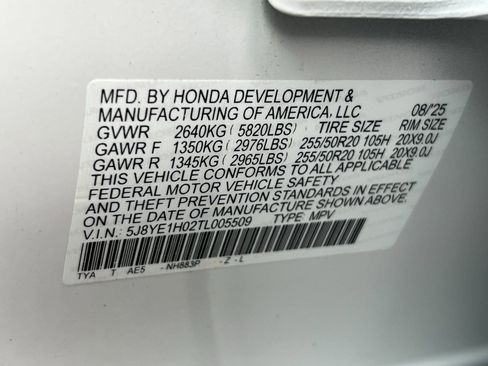 MFD. BY HONDA DEVELOPMENT &
MANUFACTURING OF AMERICA, LLC 08/'25
GVWR 2640KG ( 5820LBS) TIRE SIZE RIM SIZE
GAWR F 1350KG ( 2976LBS) 255/50R20 105H 20X9.0J
GAWR R 1345KG ( 2965LBS) 255/50R20 105H 20X9.0J
THIS VEHICLE CONFORMS TO ALL APPLICABLE
FEDERAL MOTOR VEHICLE SAFETY
AND THEFT PREVENTION STANDARDS IN EFFECT
ON THE DATE OF MANUFACTURE SHOWN ABOVE.
V.I.N.: 5J8YE1H02TL005509 TYPE: MPV
TYA T AE5 -NH883P -Z-L